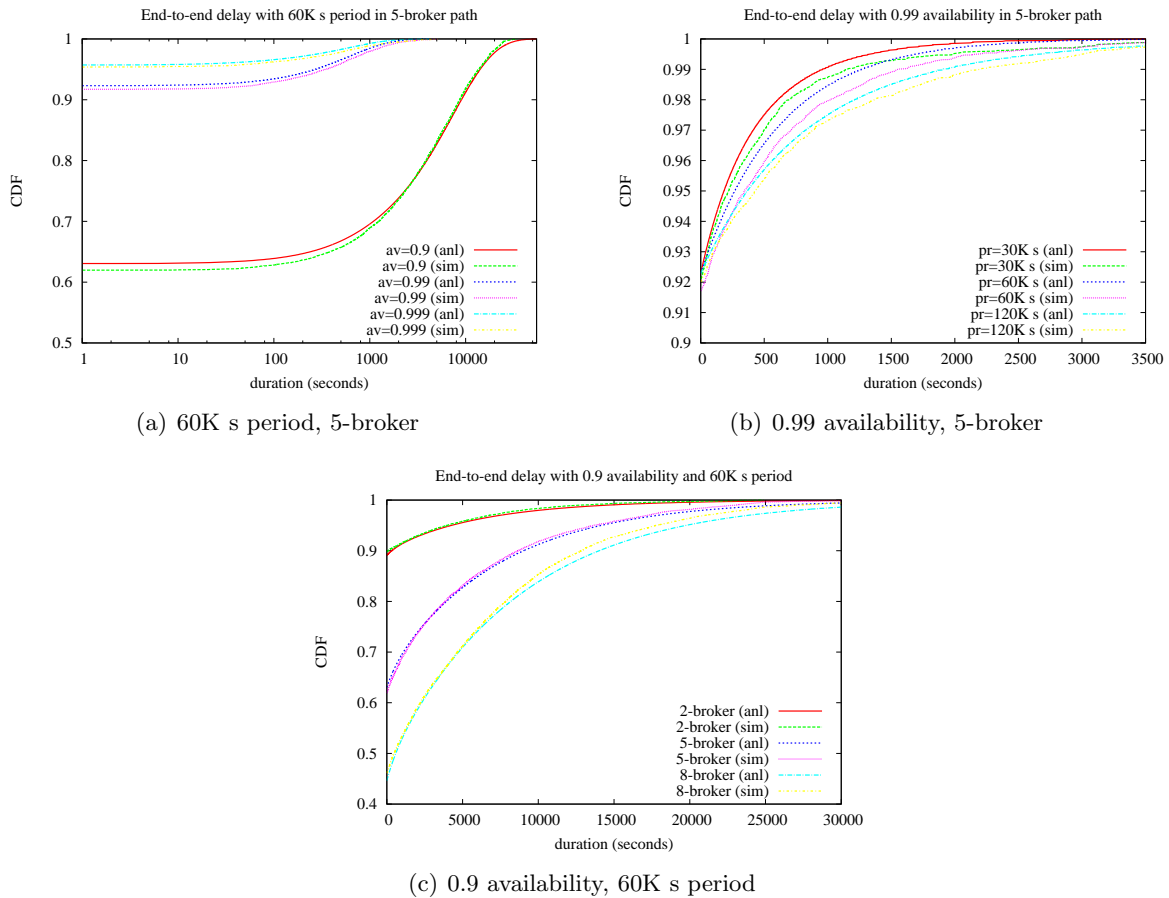 End-to-end delay with 60K s period in 5-broker path
1
0.9
0.8
0.7
0.6
0.5
CDF
av=0.9 (anl)
av=0.9 (sim)
av=0.99 (anl)
av=0.99 (sim)
av=0.999 (anl)
av=0.999 (sim)
1 10 100 1000 10000
duration (seconds)
(a) 60K s period, 5-broker
End-to-end delay with 0.99 availability in 5-broker path
1
0.99
0.98
0.97
0.96
0.95
0.94
0.93
0.92
0.91
0.9
CDF
pr=30K s (anl)
pr=30K s (sim)
pr=60K s (anl)
pr=60K s (sim)
pr=120K s (anl)
pr=120K s (sim)
0 500 1000 1500 2000 2500 3000 3500
duration (seconds)
(b) 0.99 availability, 5-broker
End-to-end delay with 0.9 availability and 60K s period
1
0.9
0.8
0.7
0.6
0.5
0.4
CDF
2-broker (anl)
2-broker (sim)
5-broker (anl)
5-broker (sim)
8-broker (anl)
8-broker (sim)
0 5000 10000 15000 20000 25000 30000
duration (seconds)
(c) 0.9 availability, 60K s period